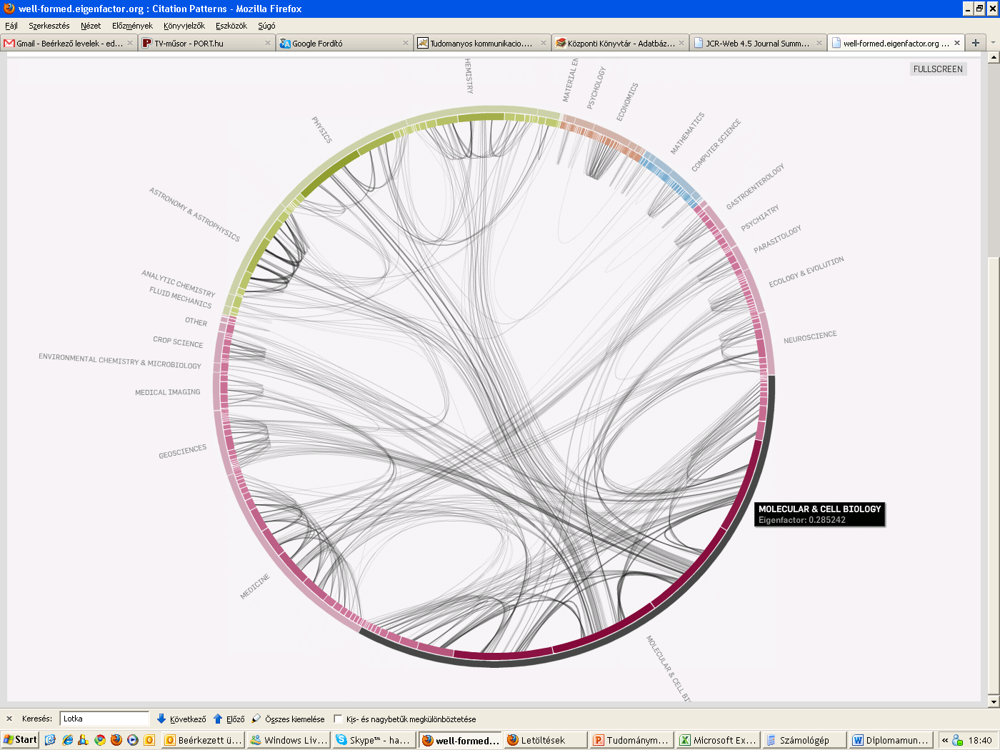 well-formed.eigenfactor.org : Citation Patterns - Mozilla Firefox
Fájl Szerkesztés Nézet Előzmények Könyvjelzők Eszközök Súgó
Gmail - Beérkező levelek - ed... TV-műsor - PORT.hu Google Fordító Tudomanyos kommunikacio.... Központi Könyvtár - Adatbáz... JCR-Web 4.5 Journal Summ... well-formed.eigenfactor.org ...
FULLSCREEN
HEMISTRY
MATERIAL EN
PSYCHOLOGY
ECONOMICS
PHYSICS
MATHEMATICS
COMPUTER SCIENCE
GASTROENTEROLOGY
ASTRONOMY & ASTROPHYSICS
PSYCHIATRY
PARASITOLOGY
ECOLOGY & EVOLUTION
ANALYTIC CHEMISTRY
FLUID MECHANICS
OTHER
NEUROSCIENCE
CROP SCIENCE
ENVIRONMENTAL CHEMISTRY & MICROBIOLOGY
MEDICAL IMAGING
GEOSCIENCES
MOLECULAR & CELL BIOLOGY
Eigenfactor: 0.285242
MEDICINE
MOLECULAR & CELL BI
Keresés: Lotka Következő Előző Összes kiemelése Kis- és nagybetűk megkülönböztetése
Start Beérkezett ü... Windows Liv... Skype™ - ha... well-formed... Letöltések Tudománym... Microsoft Ex... Számológép Diplomamun... « 18:40